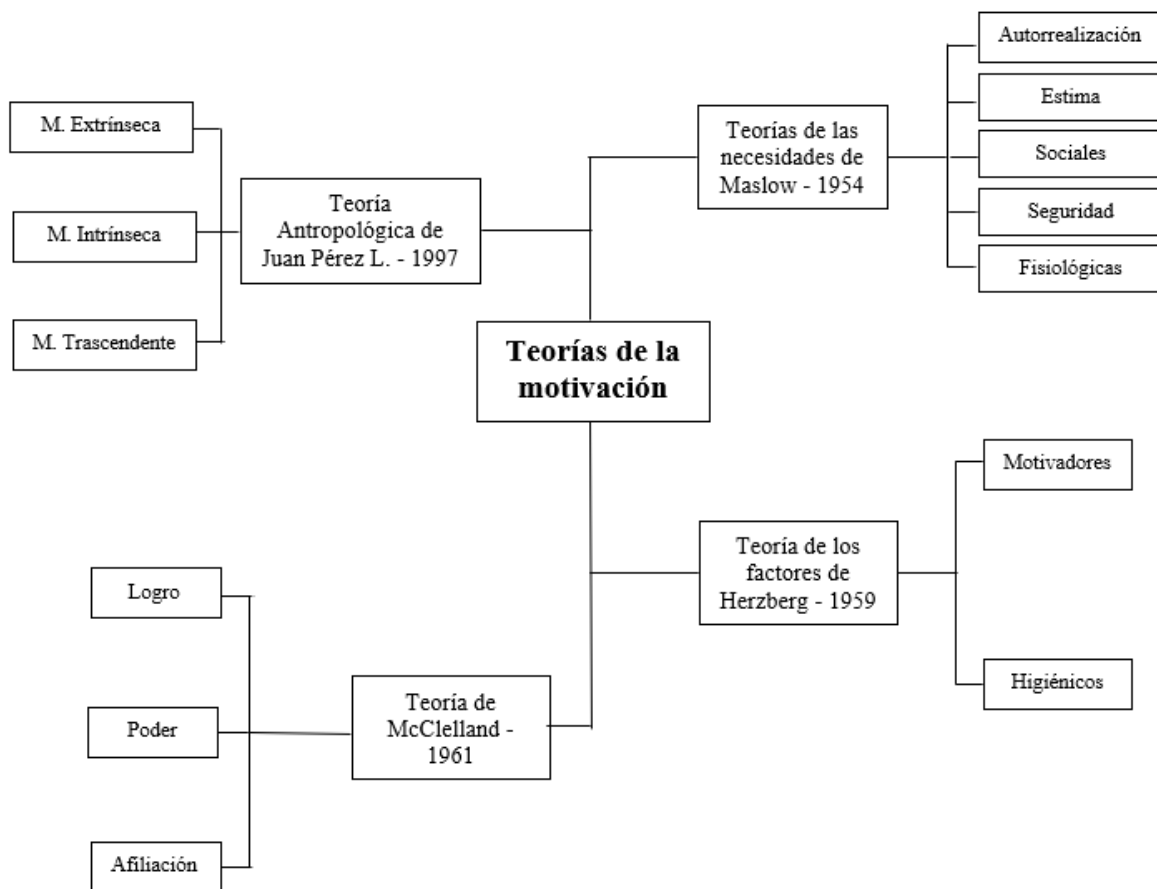 Teorías de la
motivación
Teorías de las
necesidades de
Maslow - 1954
Autorrealización
Estima
Sociales
Seguridad
Fisiológicas
Teoría de los
factores de
Herzberg - 1959
Motivadores
Higiénicos
Teoría de
McClelland -
1961
Logro
Poder
Afiliación
Teoría
Antropológica de
Juan Pérez L. - 1997
M. Extrínseca
M. Intrínseca
M. Trascendente